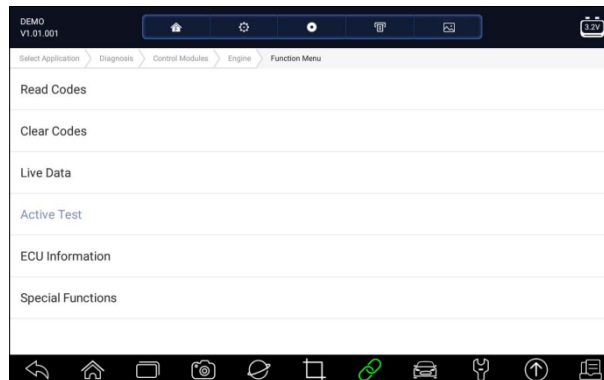 DEMO
V1.01.001
3.2V
Select Application Diagnosis Control Modules Engine Function Menu
Read Codes
Clear Codes
Live Data
Active Test
ECU Information
Special Functions